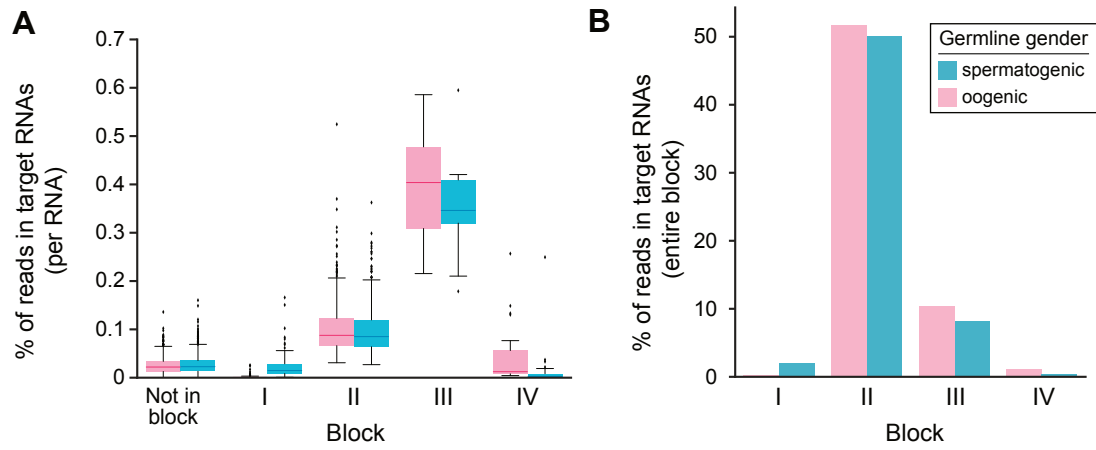 A
% of reads in target RNAs
(per RNA)
0.7
0.6
0.5
0.4
0.3
0.2
0.1
0
Not in
block
I
II
III
IV
Block
B
% of reads in target RNAs
(entire block)
50
40
30
20
10
0
I
II
III
IV
Block
Germline gender
spermatogenic
oogenic